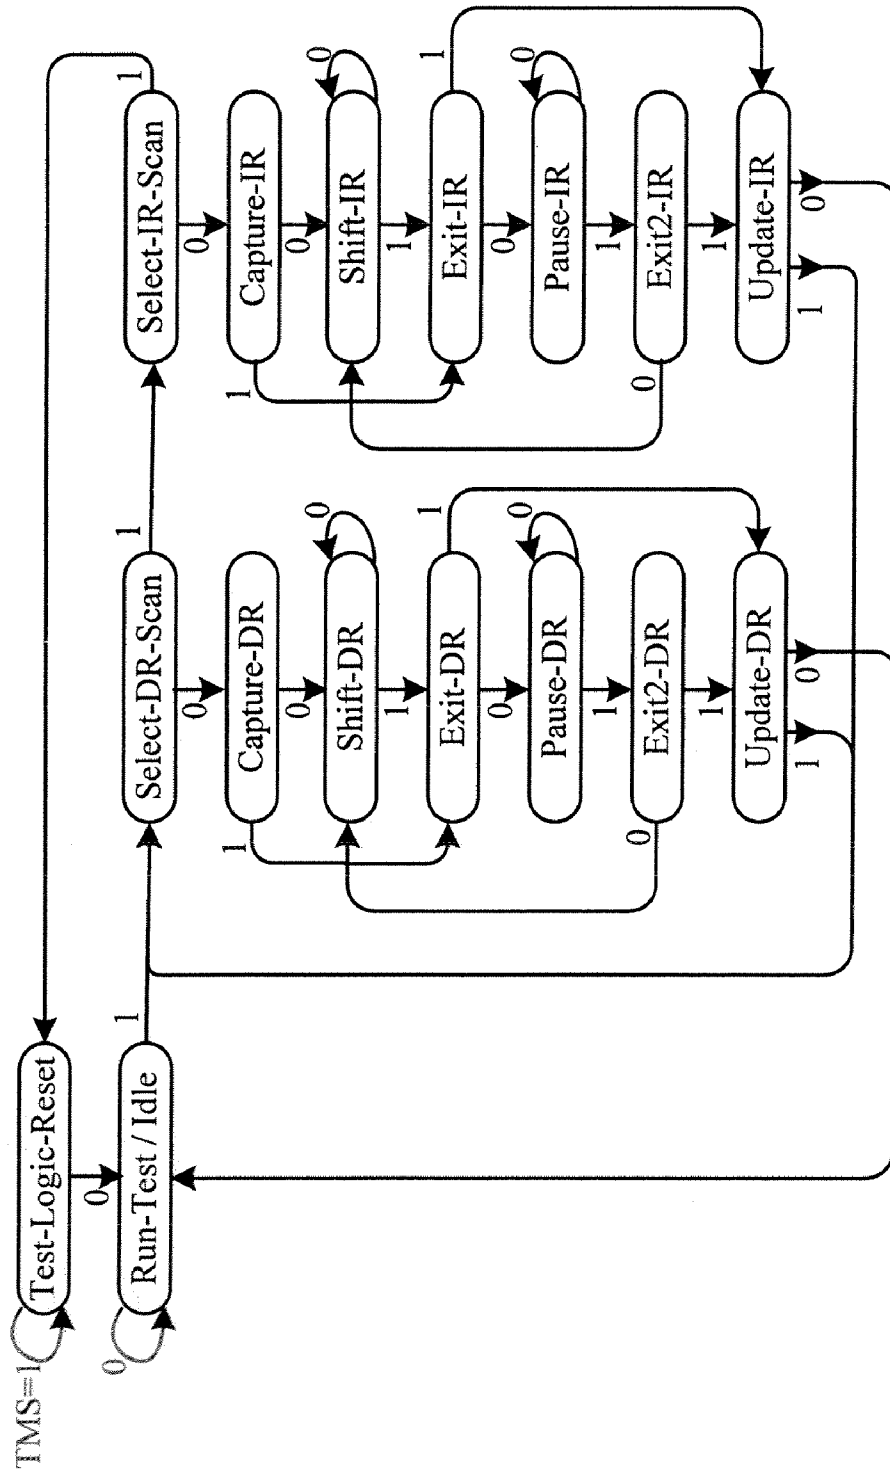 TMS=1
Test-Logic-Reset
0
0
Run-Test / Idle
1
Select-DR-Scan
1
Select-IR-Scan
1
0
0
1
Capture-DR
1
Capture-IR
0
0
Shift-DR
0
Shift-IR
0
1
1
Exit-DR
1
Exit-IR
1
0
0
Pause-DR
0
Pause-IR
0
1
1
0
Exit2-DR
0
Exit2-IR
1
1
Update-DR
Update-IR
1
0
1
0